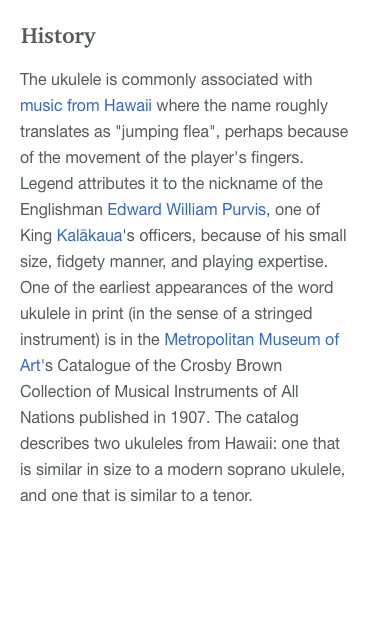 History
The ukulele is commonly associated with
music from Hawaii where the name roughly
translates as "jumping flea", perhaps because
of the movement of the player's fingers.
Legend attributes it to the nickname of the
Englishman Edward William Purvis, one of
King Kalākaua's officers, because of his small
size, fidgety manner, and playing expertise.
One of the earliest appearances of the word
ukulele in print (in the sense of a stringed
instrument) is in the Metropolitan Museum of
Art's Catalogue of the Crosby Brown
Collection of Musical Instruments of All
Nations published in 1907. The catalog
describes two ukuleles from Hawaii: one that
is similar in size to a modern soprano ukulele,
and one that is similar to a tenor.